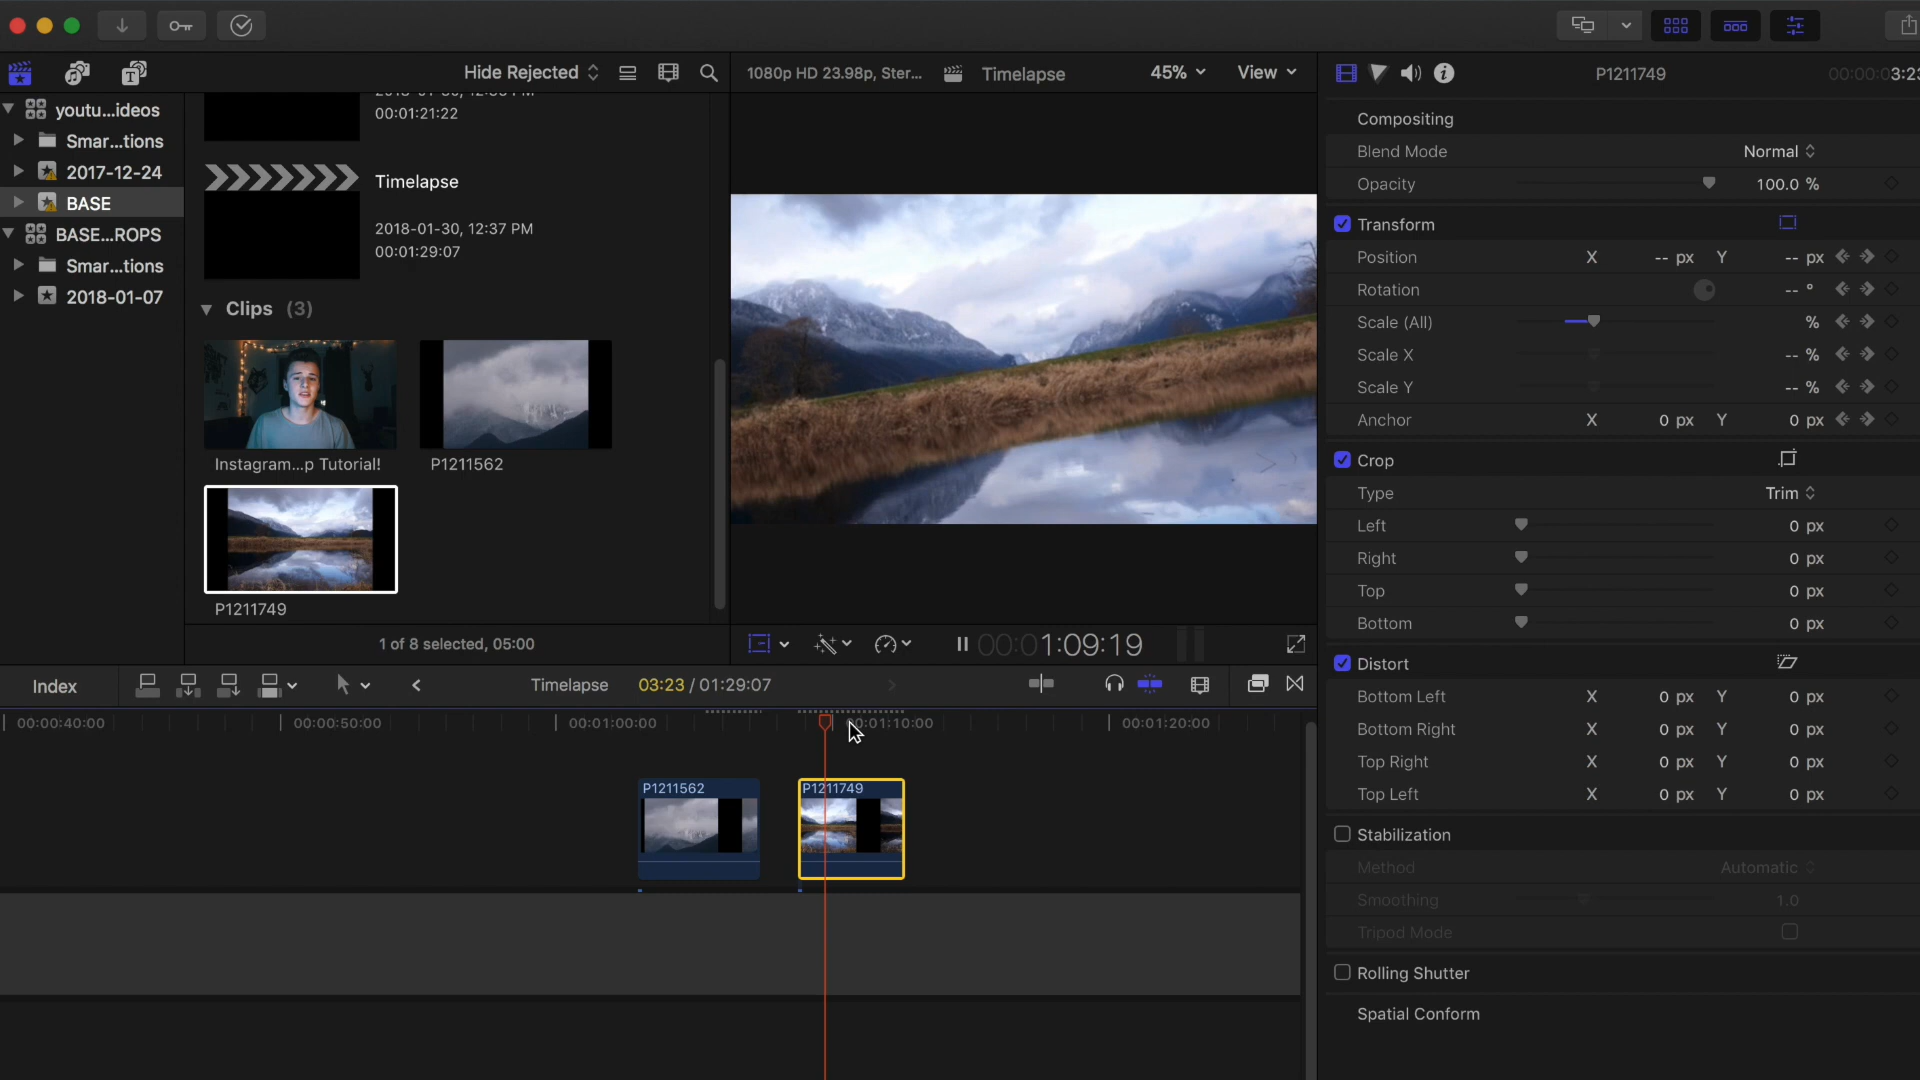 Hide Rejected
1080p HD 23.98p, Ster...
Timelapse
45%
View
P1211749
00:00:03:23
youtu...ideos
Smar...tions
2017-12-24
BASE
BASE...ROPS
Smar...tions
2018-01-07
00:01:21:22
Timelapse
2018-01-30, 12:37 PM
00:01:29:07
Clips (3)
Instagram...p Tutorial!
P1211562
P1211749
1 of 8 selected, 05:00
00:01:09:19
Compositing
Blend Mode Normal
Opacity 100.0 %
Transform
Position X -- px Y -- px
Rotation -- °
Scale (All) %
Scale X -- %
Scale Y -- %
Anchor X 0 px Y 0 px
Crop
Type Trim
Left 0 px
Right 0 px
Top 0 px
Bottom 0 px
Distort
Bottom Left X 0 px Y 0 px
Bottom Right X 0 px Y 0 px
Top Right X 0 px Y 0 px
Top Left X 0 px Y 0 px
Stabilization
Method Automatic
Smoothing 1.0
Tripod Mode
Rolling Shutter
Spatial Conform
Index
Timelapse 03:23 / 01:29:07
00:00:40:00 00:00:50:00 00:01:00:00 00:01:10:00 00:01:20:00
P1211562
P1211749